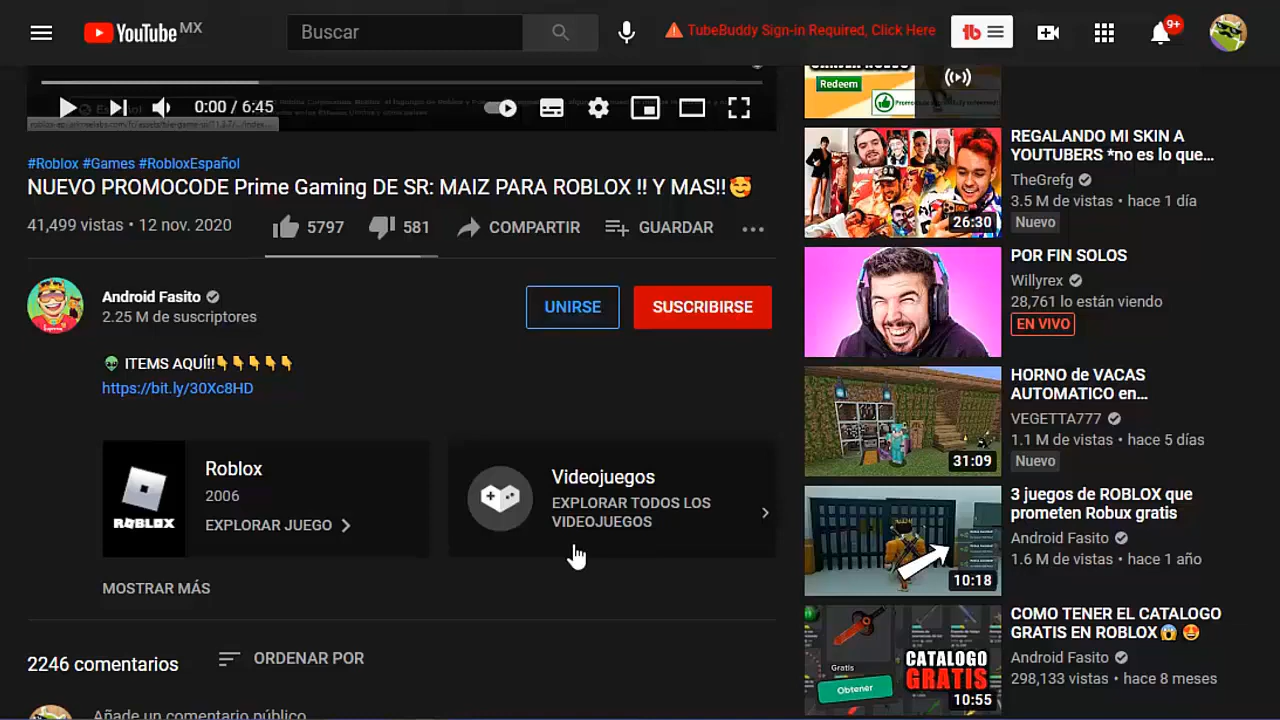 YouTube MX
Buscar
TubeBuddy Sign-in Required, Click Here
tb
9+
0:00 / 6:45
#Roblox #Games #RobloxEspañol
NUEVO PROMOCODE Prime Gaming DE SR: MAIZ PARA ROBLOX !! Y MAS!!🥰
41,499 vistas • 12 nov. 2020
5797
581
COMPARTIR
GUARDAR
Android Fasito
2.25 M de suscriptores
UNIRSE
SUSCRIBIRSE
👽 ITEMS AQUÍ!!👇👇👇👇👇
https://bit.ly/30Xc8HD
ROBLOX
Roblox
2006
EXPLORAR JUEGO
Videojuegos
EXPLORAR TODOS LOS
VIDEOJUEGOS
MOSTRAR MÁS
2246 comentarios
ORDENAR POR
Añade un comentario público
Redeem
REGALANDO MI SKIN A
YOUTUBERS *no es lo que...
TheGrefg
3.5 M de vistas • hace 1 día
Nuevo
26:30
POR FIN SOLOS
Willyrex
28,761 lo están viendo
EN VIVO
HORNO de VACAS
AUTOMATICO en...
VEGETTA777
1.1 M de vistas • hace 5 días
Nuevo
31:09
3 juegos de ROBLOX que
prometen Robux gratis
Android Fasito
1.6 M de vistas • hace 1 año
10:18
COMO TENER EL CATALOGO
GRATIS EN ROBLOX😱 🤩
Android Fasito
298,133 vistas • hace 8 meses
Gratis
Obtener
CATALOGO
GRATIS
10:55